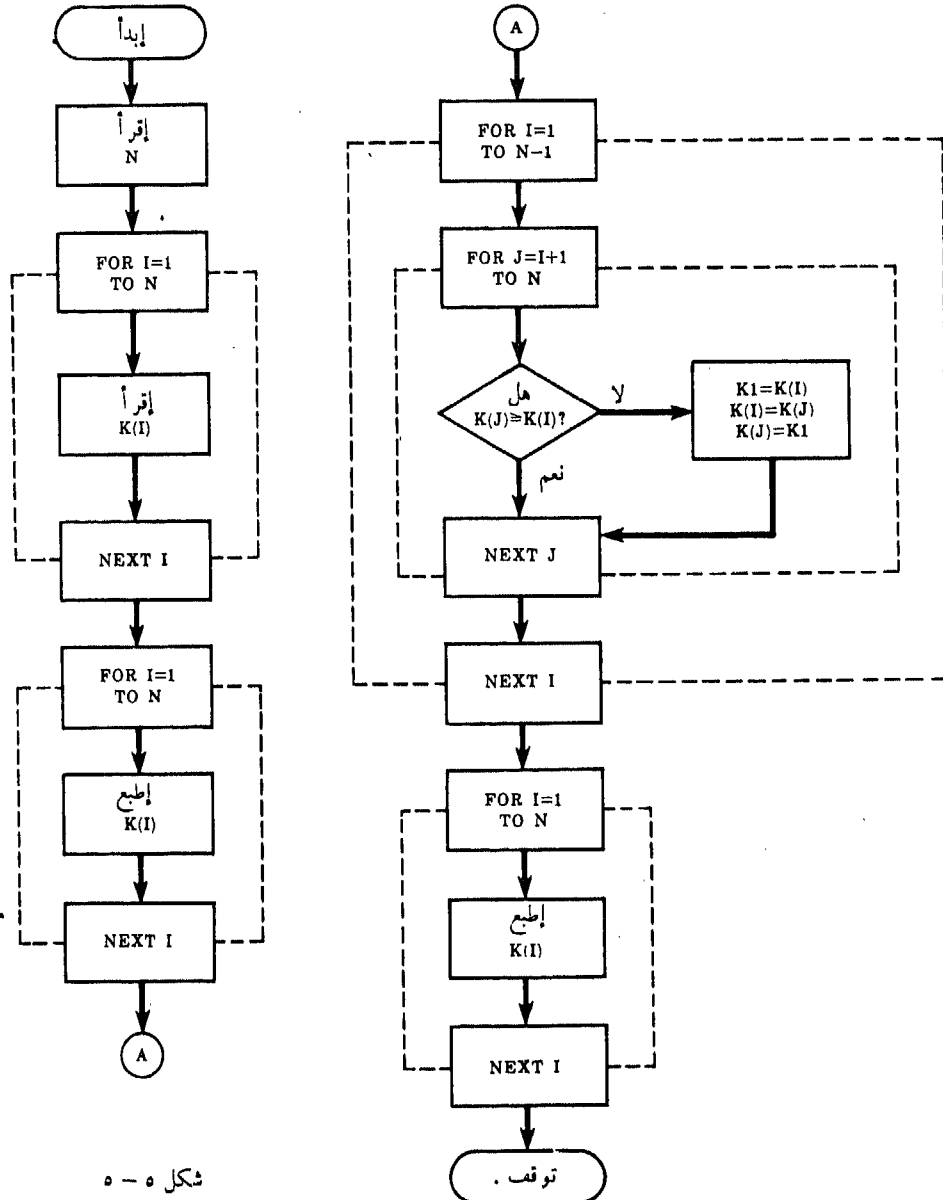 إبدأ
إقرأ
N
FOR I=1
TO N
إقرأ
K(I)
NEXT I
FOR I=1
TO N
إطبع
K(I)
NEXT I
A
A
FOR I=1
TO N-1
FOR J=I+1
TO N
هل
K(J)≥K(I)?
لا
K1=K(I)
K(I)=K(J)
K(J)=K1
نعم
NEXT J
NEXT I
FOR I=1
TO N
إطبع
K(I)
NEXT I
توقف .
شكل ٥ – ٥